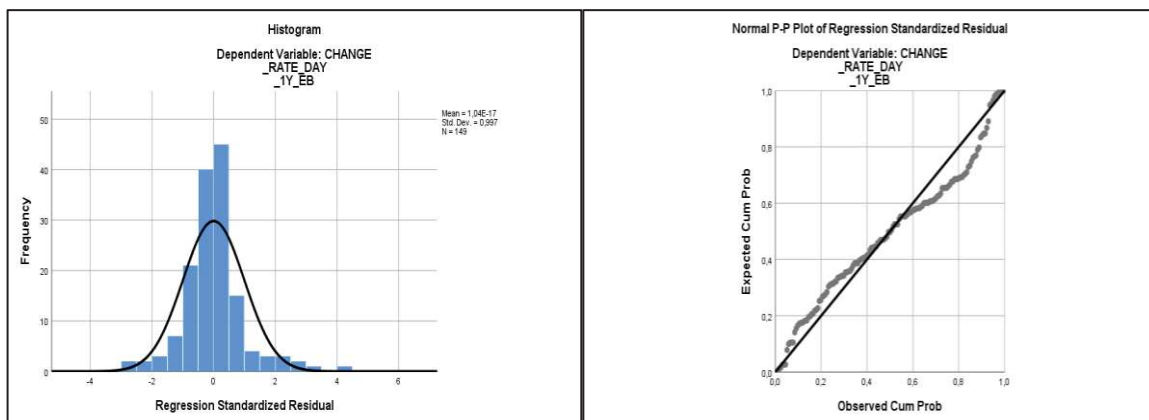 Histogram
Dependent Variable: CHANGE
_RATE_DAY
_1Y_EB
Mean = 1,04E-17
Std. Dev. = 0,997
N = 149
50
40
30
20
10
0
Frequency
-4 -2 0 2 4 6
Regression Standardized Residual
Normal P-P Plot of Regression Standardized Residual
Dependent Variable: CHANGE
_RATE_DAY
_1Y_EB
1,0
0,8
0,6
0,4
0,2
0,0
Expected Cum Prob
0,0 0,2 0,4 0,6 0,8 1,0
Observed Cum Prob